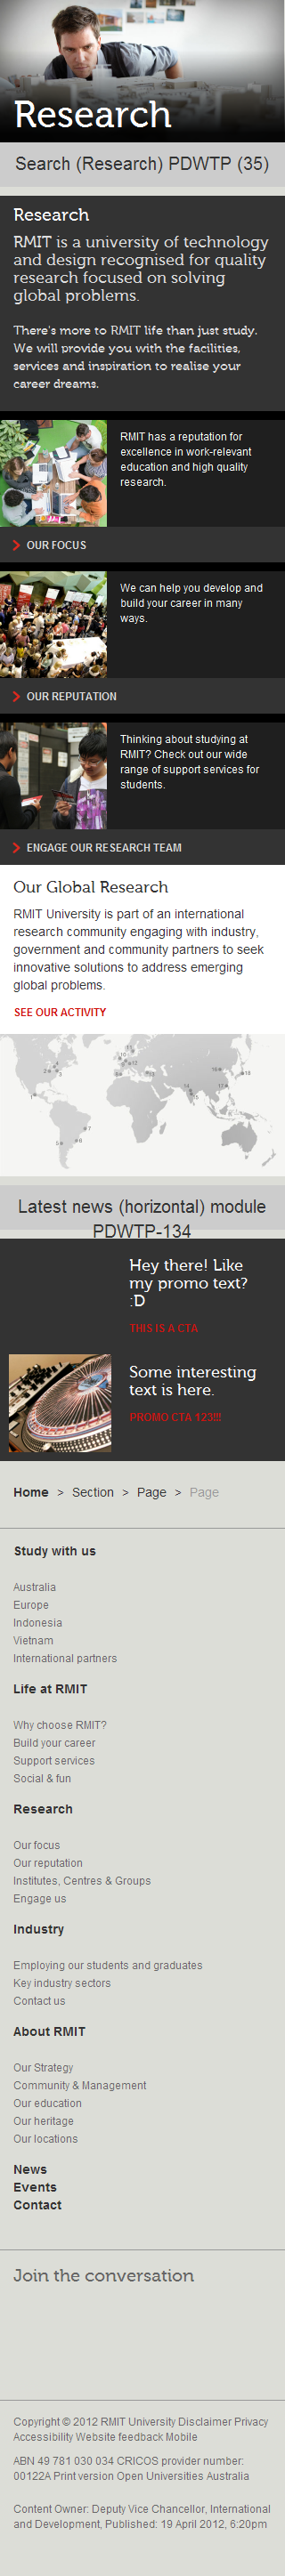 Research
Search (Research) PDWTP (35)
Research
RMIT is a university of technology
and design recognised for quality
research focused on solving
global problems.
There's more to RMIT life than just study.
We will provide you with the facilities,
services and inspiration to realise your
career dreams.
RMIT has a reputation for
excellence in work-relevant
education and high quality
research.
OUR FOCUS
We can help you develop and
build your career in many
ways.
OUR REPUTATION
Thinking about studying at
RMIT? Check out our wide
range of support services for
students.
ENGAGE OUR RESEARCH TEAM
Our Global Research
RMIT University is part of an international
research community engaging with industry,
government and community partners to seek
innovative solutions to address emerging
global problems.
SEE OUR ACTIVITY
Latest news (horizontal) module
PDWTP-134
Hey there! Like
my promo text?
:D
THIS IS A CTA
Some interesting
text is here.
PROMO CTA 123!!!
Home > Section > Page > Page
Study with us
Australia
Europe
Indonesia
Vietnam
International partners
Life at RMIT
Why choose RMIT?
Build your career
Support services
Social & fun
Research
Our focus
Our reputation
Institutes, Centres & Groups
Engage us
Industry
Employing our students and graduates
Key industry sectors
Contact us
About RMIT
Our Strategy
Community & Management
Our education
Our heritage
Our locations
News
Events
Contact
Join the conversation
Copyright © 2012 RMIT University Disclaimer Privacy
Accessibility Website feedback Mobile
ABN 49 781 030 034 CRICOS provider number:
00122A Print version Open Universities Australia
Content Owner: Deputy Vice Chancellor, International
and Development, Published: 19 April 2012, 6:20pm